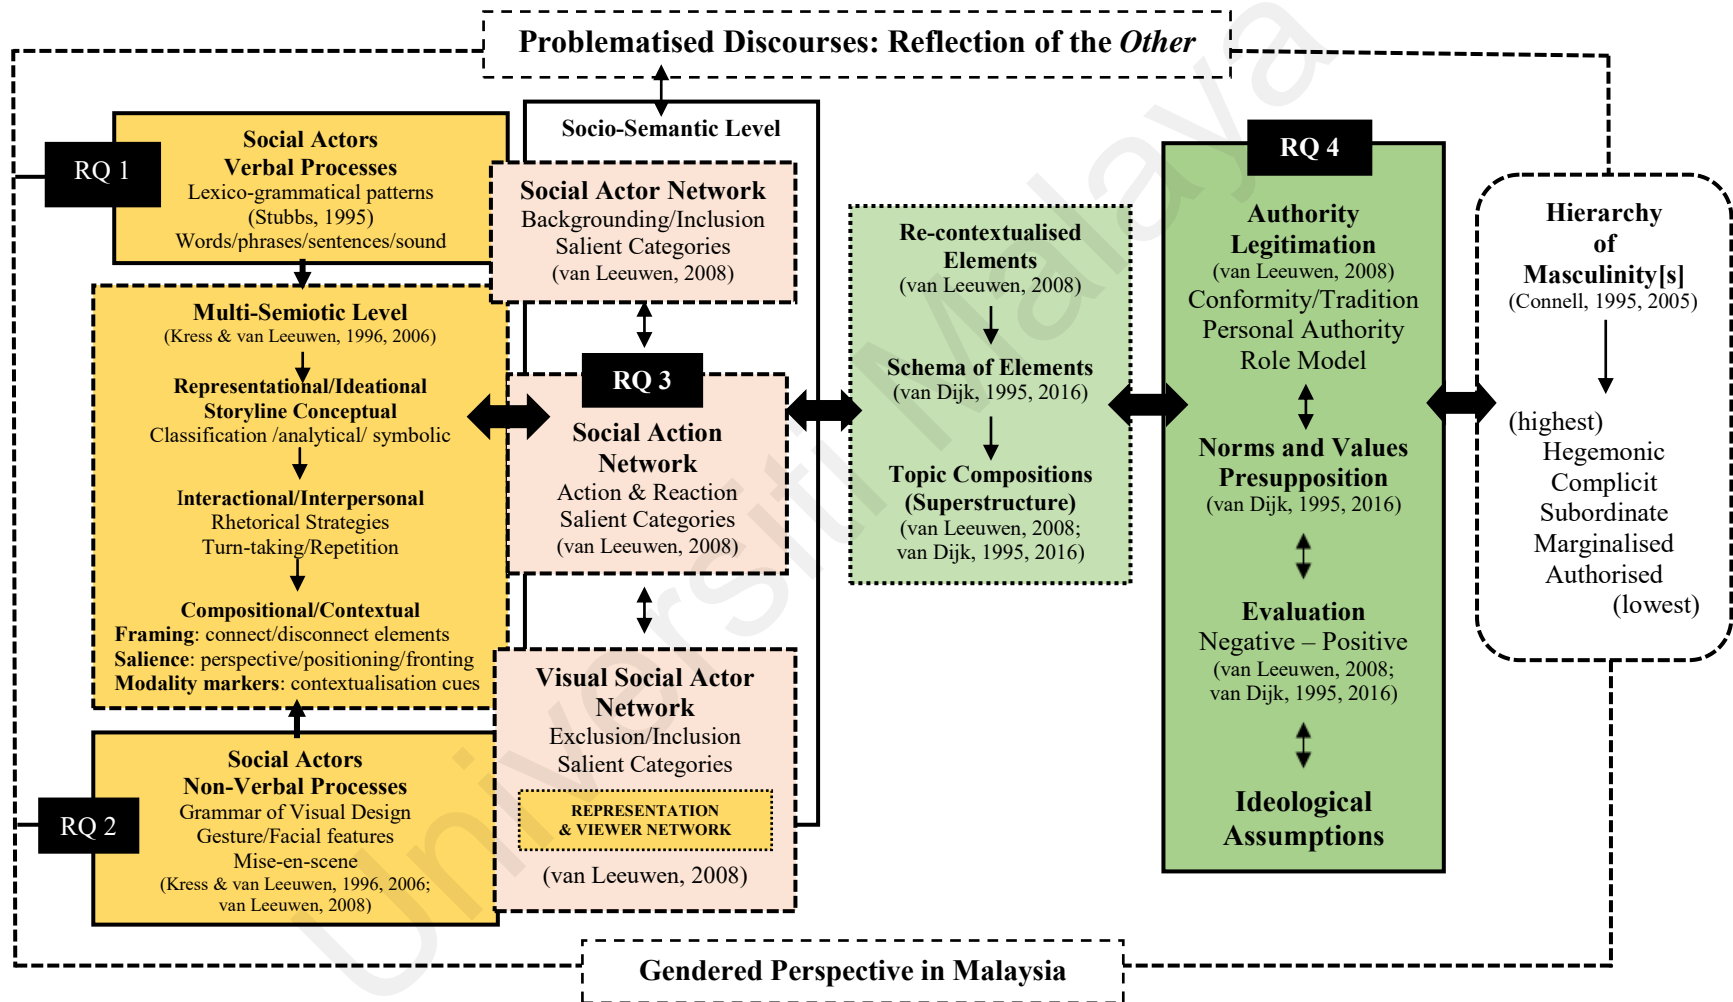 Problematised Discourses: Reflection of the Other
RQ 1
Social Actors
Verbal Processes
Lexico-grammatical patterns
(Stubbs, 1995)
Words/phrases/sentences/sound
Multi-Semiotic Level
(Kress & van Leeuwen, 1996, 2006)
Representational/Ideational
Storyline Conceptual
Classification /analytical/ symbolic
Interactional/Interpersonal
Rhetorical Strategies
Turn-taking/Repetition
Compositional/Contextual
Framing: connect/disconnect elements
Salience: perspective/positioning/fronting
Modality markers: contextualisation cues
RQ 2
Social Actors
Non-Verbal Processes
Grammar of Visual Design
Gesture/Facial features
Mise-en-scene
(Kress & van Leeuwen, 1996, 2006;
van Leeuwen, 2008)
Socio-Semantic Level
Social Actor Network
Backgrounding/Inclusion
Salient Categories
(van Leeuwen, 2008)
RQ 3
Social Action
Network
Action & Reaction
Salient Categories
(van Leeuwen, 2008)
Visual Social Actor
Network
Exclusion/Inclusion
Salient Categories
REPRESENTATION
& VIEWER NETWORK
(van Leeuwen, 2008)
Re-contextualised
Elements
(van Leeuwen, 2008)
Schema of Elements
(van Dijk, 1995, 2016)
Topic Compositions
(Superstructure)
(van Leeuwen, 2008;
van Dijk, 1995, 2016)
RQ 4
Authority
Legitimation
(van Leeuwen, 2008)
Conformity/Tradition
Personal Authority
Role Model
Norms and Values
Presupposition
(van Dijk, 1995, 2016)
Evaluation
Negative – Positive
(van Leeuwen, 2008;
van Dijk, 1995, 2016)
Ideological
Assumptions
Hierarchy
of
Masculinity[s]
(Connell, 1995, 2005)
(highest)
Hegemonic
Complicit
Subordinate
Marginalised
Authorised
(lowest)
Gendered Perspective in Malaysia
Universiti Malaya